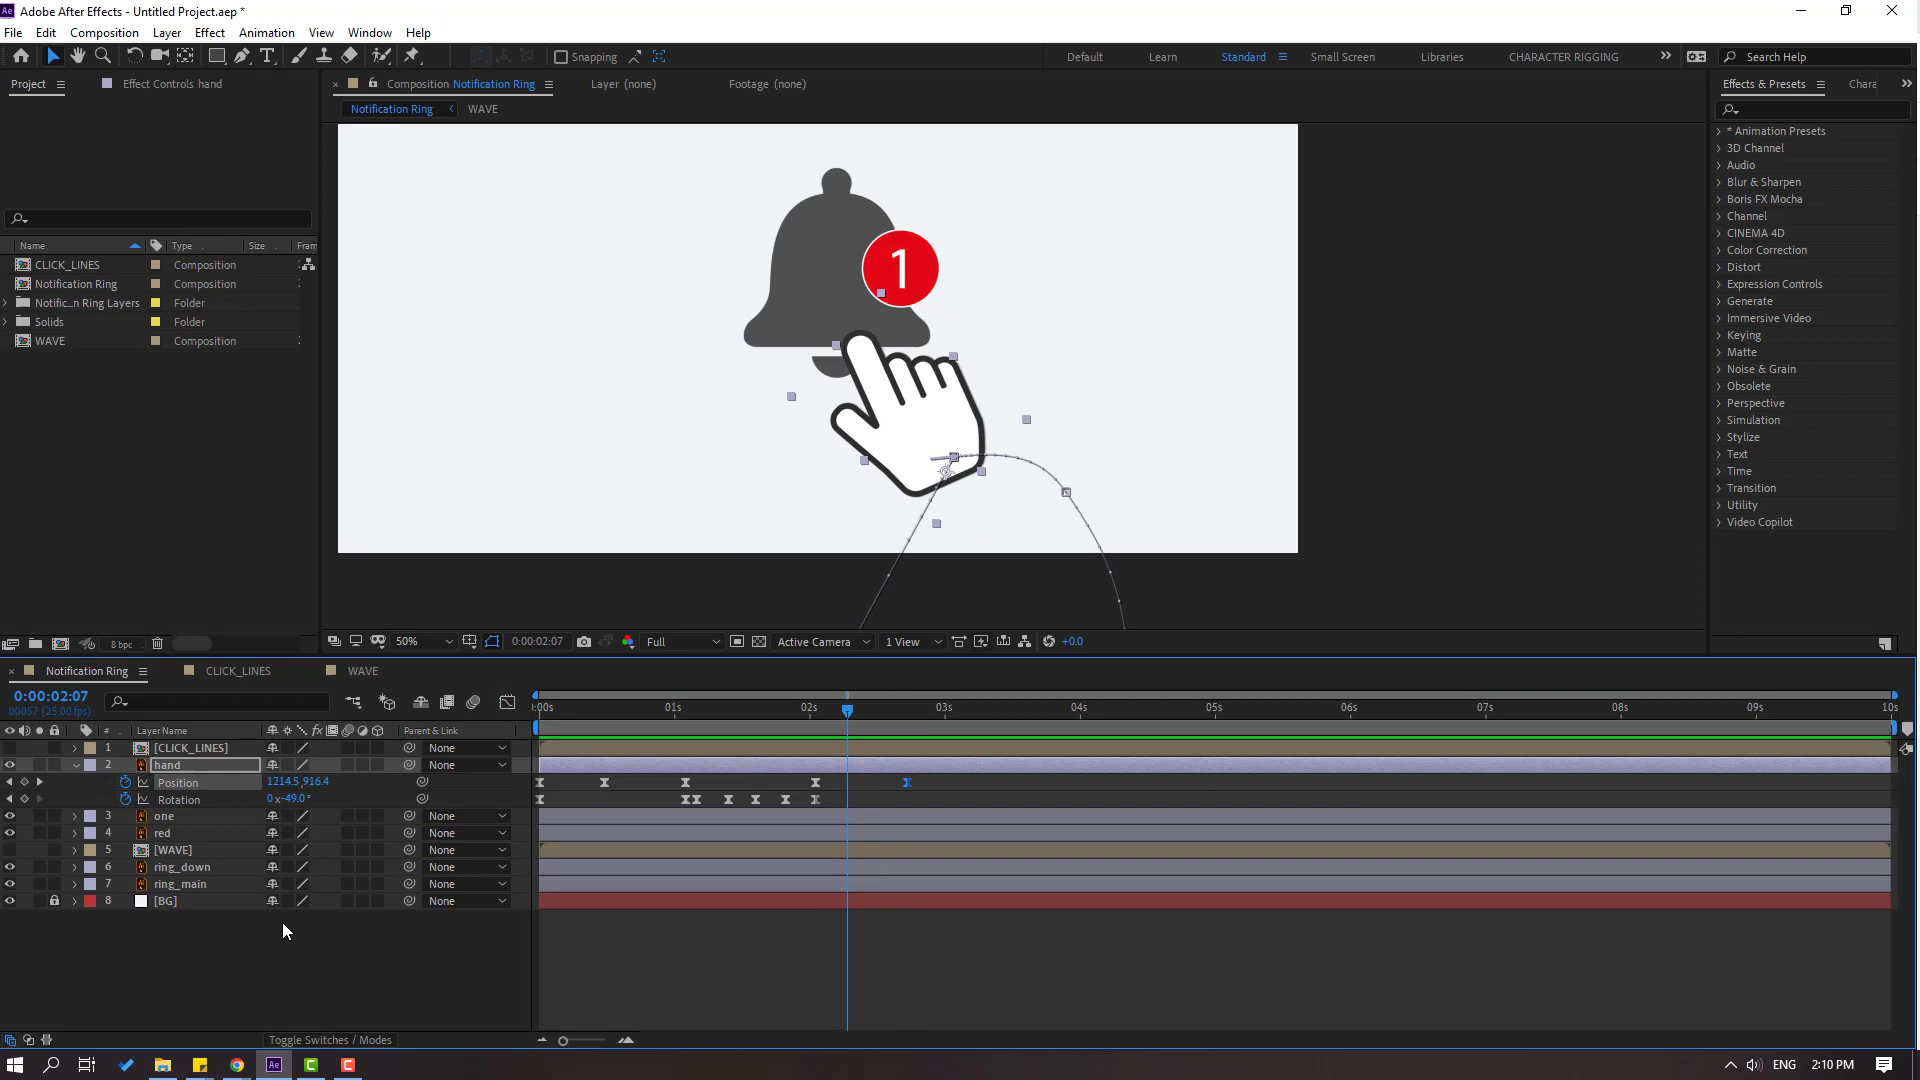 Adobe After Effects - Untitled Project.aep *
File Edit Composition Layer Effect Animation View Window Help
Snapping Default Learn Standard Small Screen Libraries CHARACTER RIGGING Search Help
Project Effect Controls hand Composition Notification Ring Layer (none) Footage (none) Effects & Presets Chara
Notification Ring WAVE
* Animation Presets
3D Channel
Audio
Blur & Sharpen
Boris FX Mocha
Channel
CINEMA 4D
Color Correction
Distort
Expression Controls
Generate
Immersive Video
Keying
Matte
Noise & Grain
Obsolete
Perspective
Simulation
Stylize
Text
Time
Transition
Utility
Video Copilot
1
Name Type Size Fram
CLICK_LINES Composition
Notification Ring Composition
Notific...n Ring Layers Folder
Solids Folder
WAVE Composition
8 bpc 50% 0:00:02:07 Full Active Camera 1 View +0.0
Notification Ring CLICK_LINES WAVE
0:00:02:07
00057 (25.00 fps)
:00s 01s 02s 03s 04s 05s 06s 07s 08s 09s 10s
# Layer Name Parent & Link
1 [CLICK_LINES] None
2 hand None
Position 1214.5,916.4
Rotation 0x-49.0°
3 one None
4 red None
5 [WAVE] None
6 ring_down None
7 ring_main None
8 [BG] None
Toggle Switches / Modes
ENG 2:10 PM